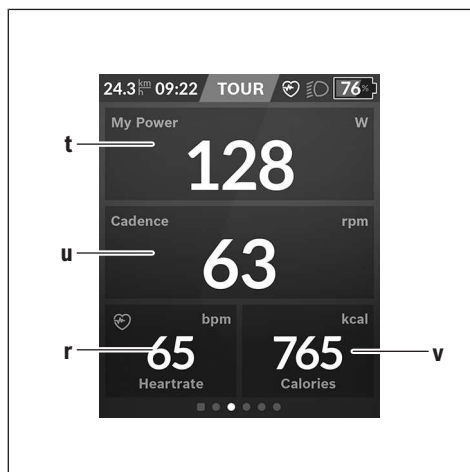 24.3 km/h 09:22 TOUR 76%
My Power W
t
128
Cadence rpm
u
63
bpm kcal
r 65 765 v
Heartrate Calories